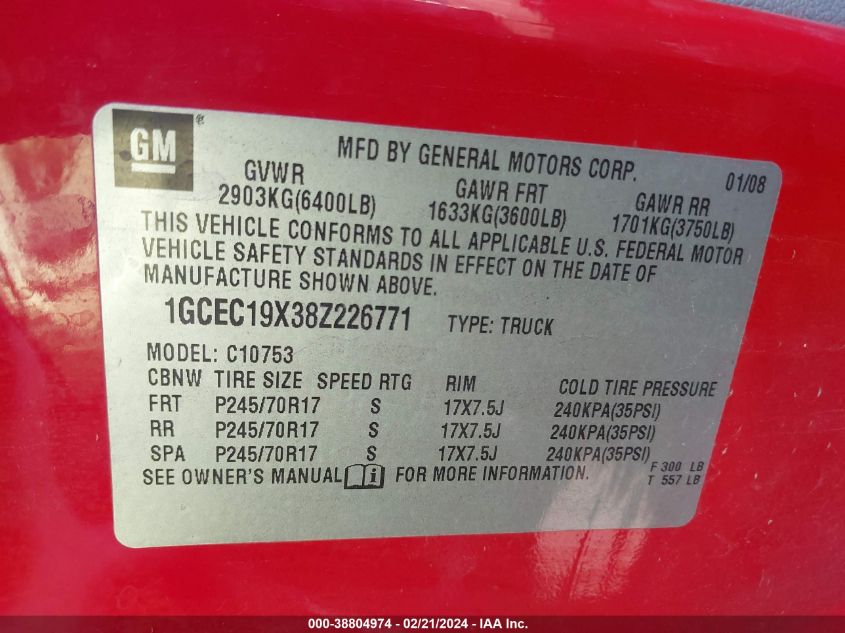 GM®
MFD BY GENERAL MOTORS CORP. 01/08
GVWR GAWR FRT GAWR RR
2903KG(6400LB) 1633KG(3600LB) 1701KG(3750LB)
THIS VEHICLE CONFORMS TO ALL APPLICABLE U.S. FEDERAL MOTOR
VEHICLE SAFETY STANDARDS IN EFFECT ON THE DATE OF
MANUFACTURE SHOWN ABOVE.
1GCEC19X38Z226771 TYPE: TRUCK
MODEL: C10753
CBNW TIRE SIZE SPEED RTG RIM COLD TIRE PRESSURE
FRT P245/70R17 S 17X7.5J 240KPA(35PSI)
RR P245/70R17 S 17X7.5J 240KPA(35PSI)
SPA P245/70R17 S 17X7.5J 240KPA(35PSI)
SEE OWNER'S MANUAL i FOR MORE INFORMATION.
F 300 LB
T 557 LB
000-38804974 - 02/21/2024 - IAA Inc.